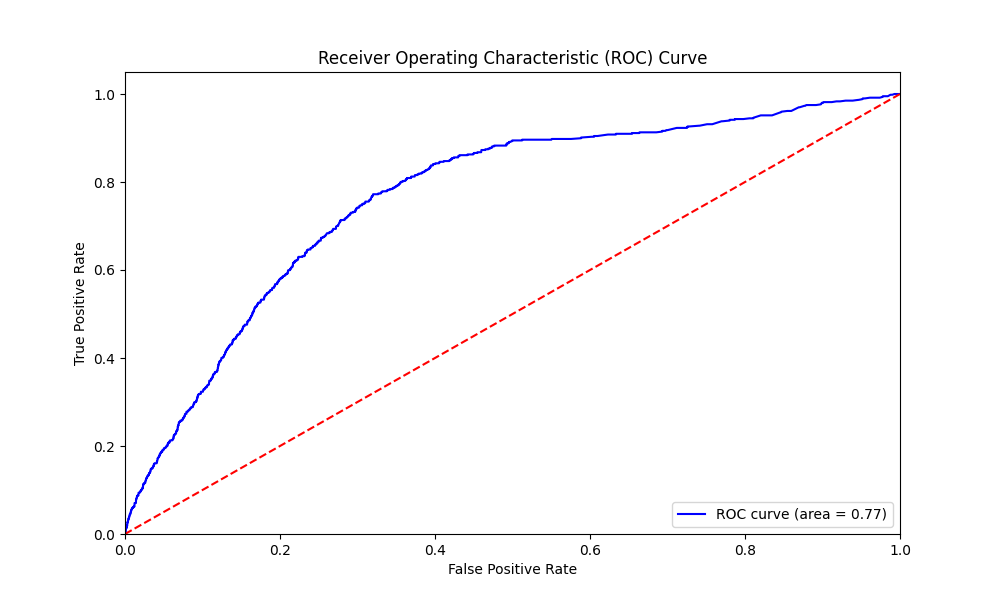 Receiver Operating Characteristic (ROC) Curve
True Positive Rate
1.0
0.8
0.6
0.4
0.2
0.0
ROC curve (area = 0.77)
0.0 0.2 0.4 0.6 0.8 1.0
False Positive Rate